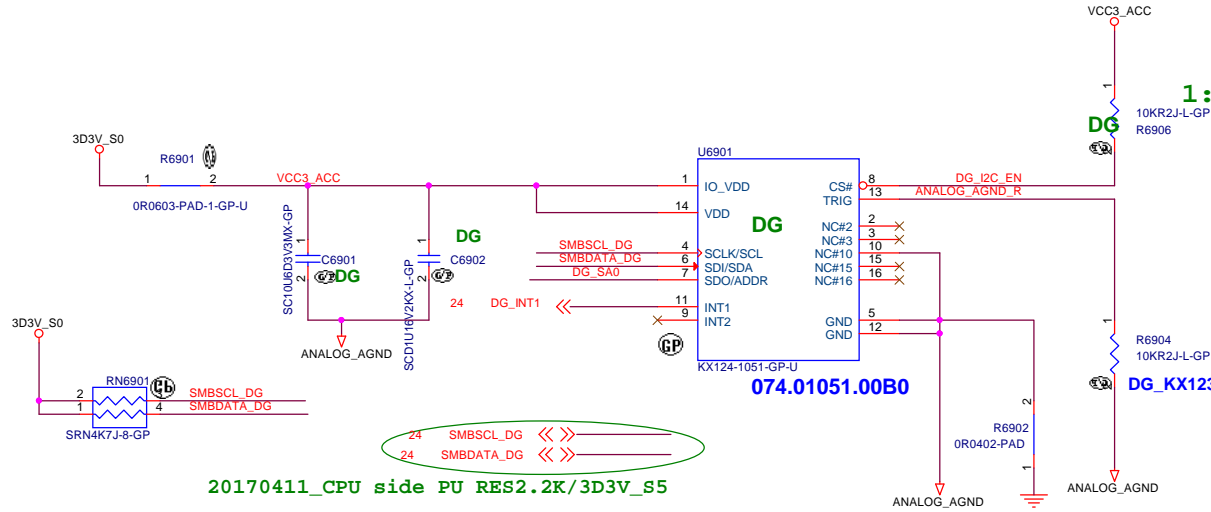 VCC3_ACC
1
1:
10KR2J-L-GP
DG
R6906
3D3V_S0
R6901
1
2
VCC3_ACC
0R0603-PAD-1-GP-U
U6901
1
IO_VDD
14
VDD
DG
4
SCLK/SCL
6
SDI/SDA
7
SDO/ADDR
11
INT1
9
INT2
CS#
8
DG_I2C_EN
TRIG
13
ANALOG_AGND_R
NC#2
2
NC#3
3
NC#10
10
NC#15
15
NC#16
16
GND
5
GND
12
SMBSCL_DG
SMBDATA_DG
DG_SA0
24
DG_INT1
GP
KX124-1051-GP-U
074.01051.00B0
1
SC10U6D3V3MX-GP
C6901
DG
2
1
DG
C6902
SCD1U16V2KX-L-GP
2
ANALOG_AGND
3D3V_S0
RN6901
2
SMBSCL_DG
1
4
SMBDATA_DG
SRN4K7J-8-GP
24
SMBSCL_DG
24
SMBDATA_DG
20170411_CPU side PU RES2.2K/3D3V_S5
2
R6902
0R0402-PAD
1
ANALOG_AGND
1
R6904
10KR2J-L-GP
DG_KX123
ANALOG_AGND